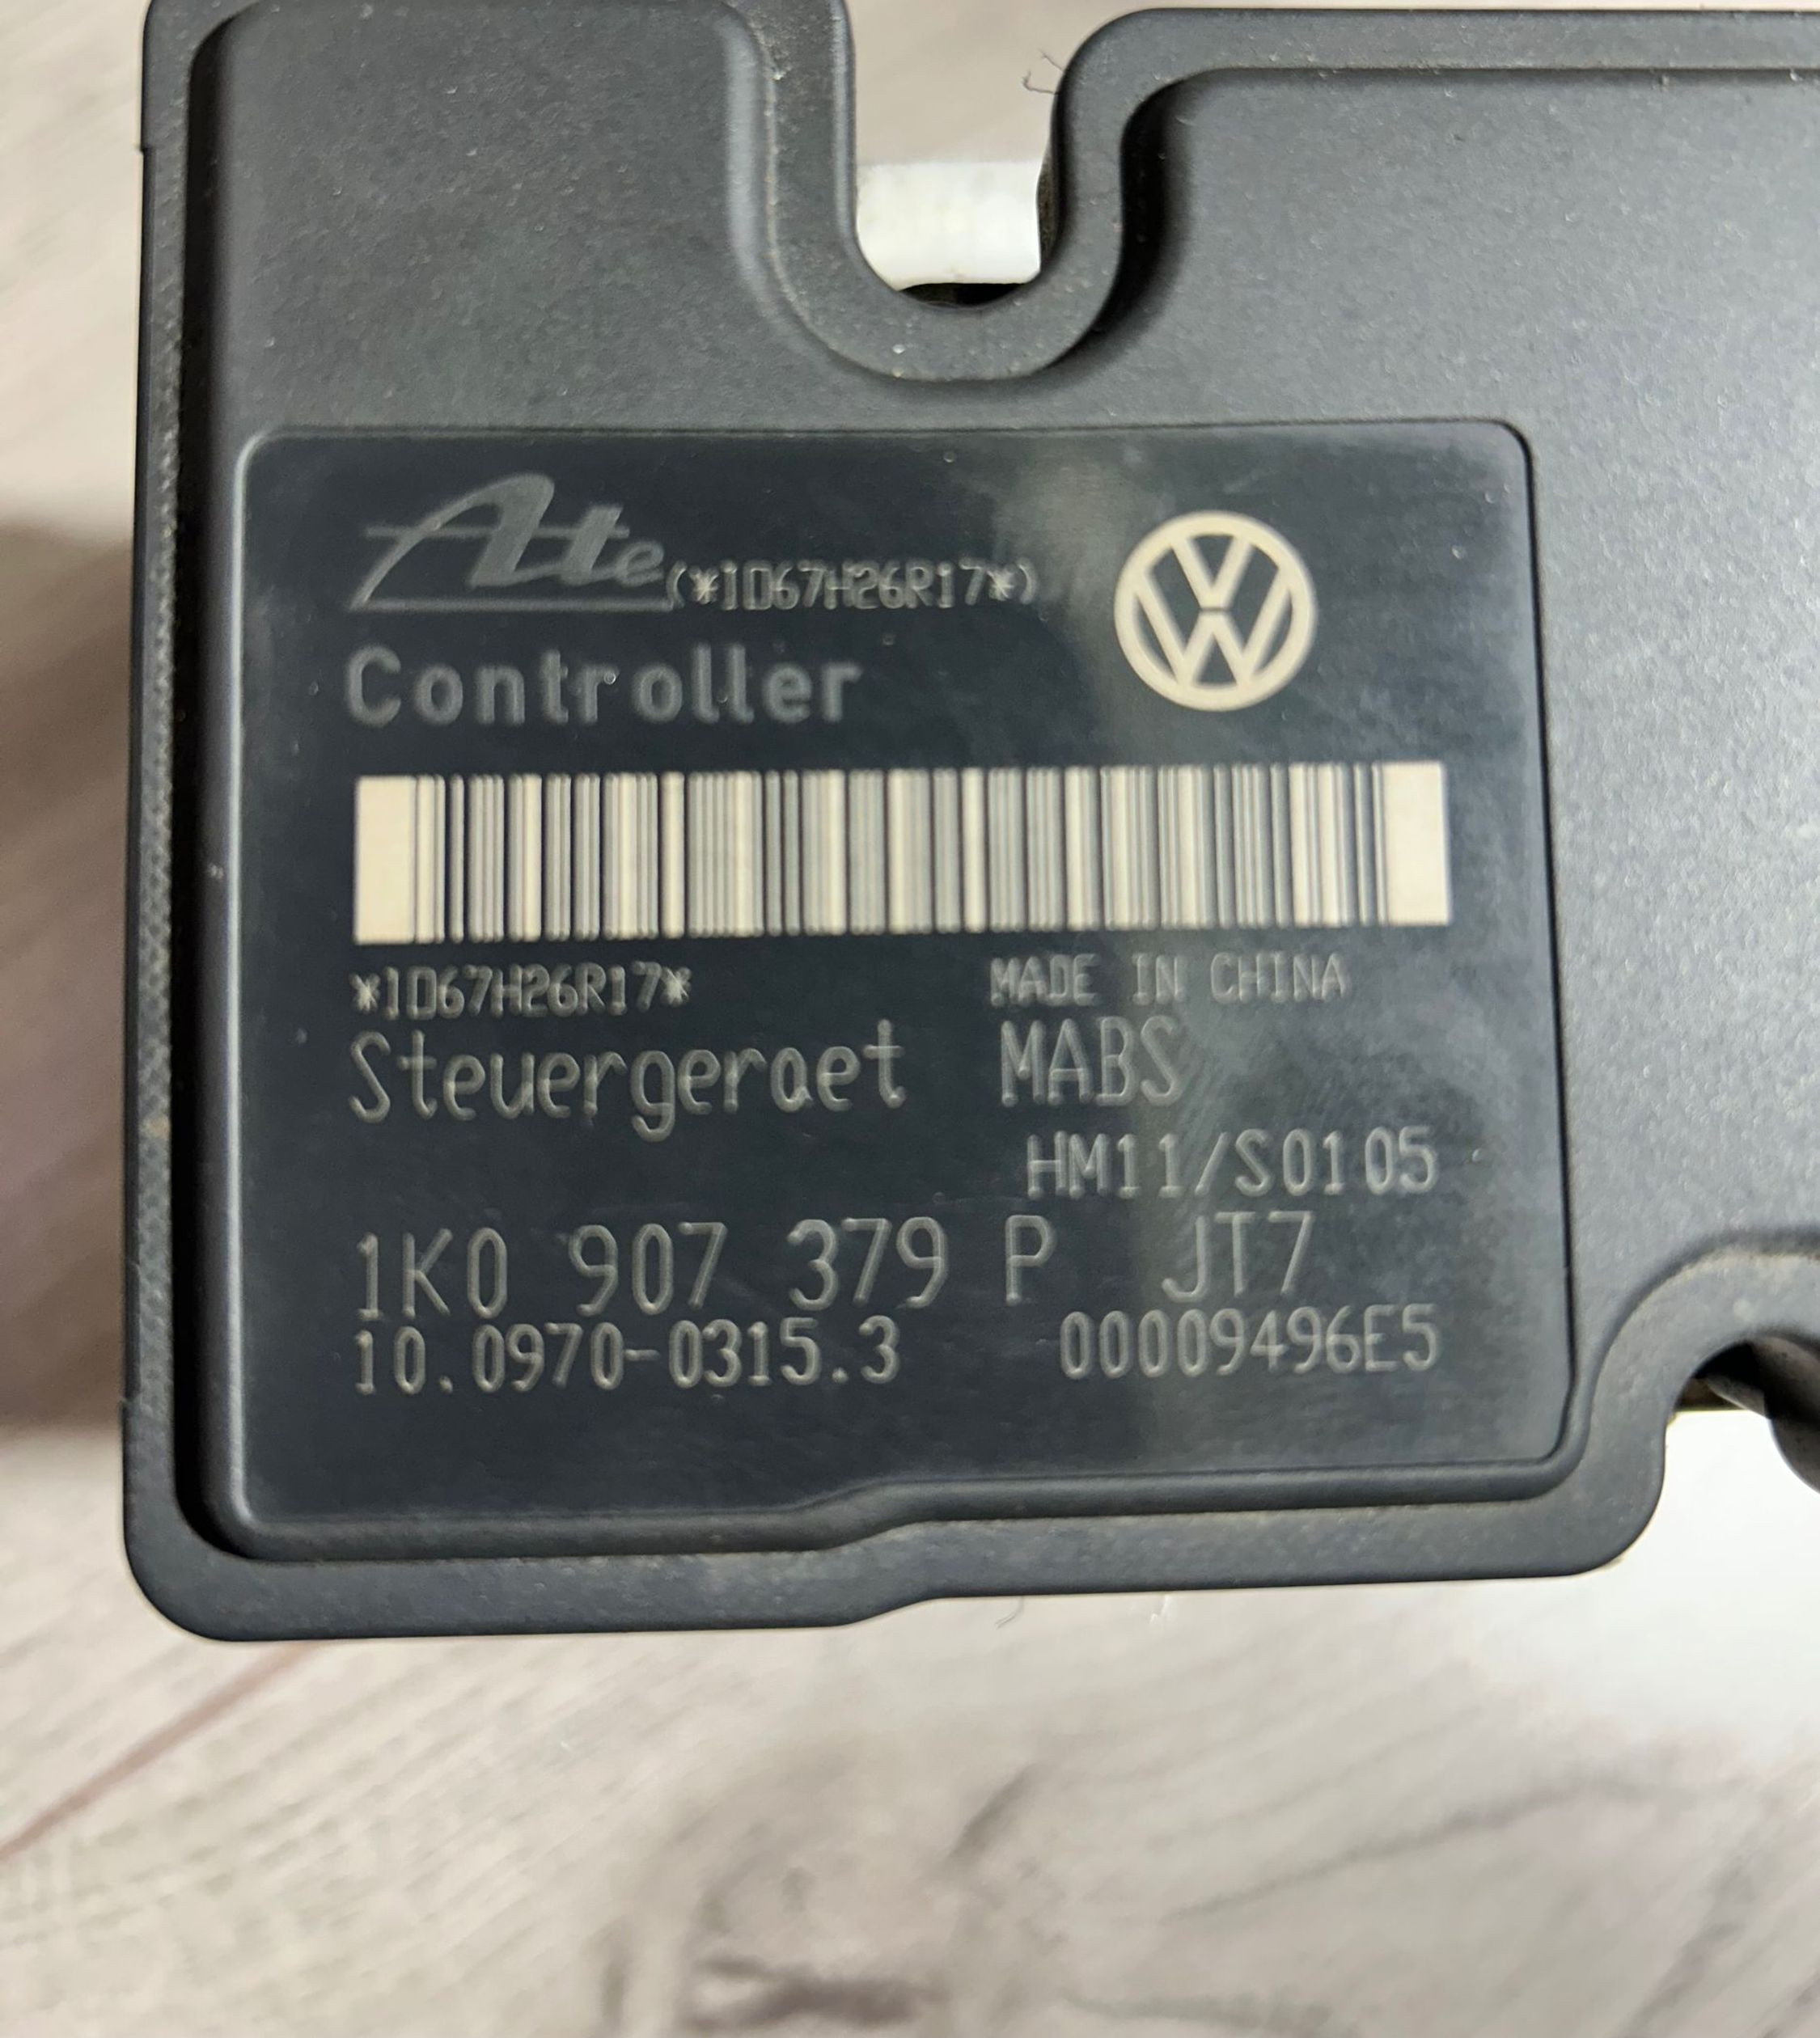 Ate(*1D67H26R17*)
Controller
*1D67H26R17* MADE IN CHINA
Steuergeraet MABS
HM11/S0105
1K0 907 379 P JT7
10.0970-0315.3 00009496E5